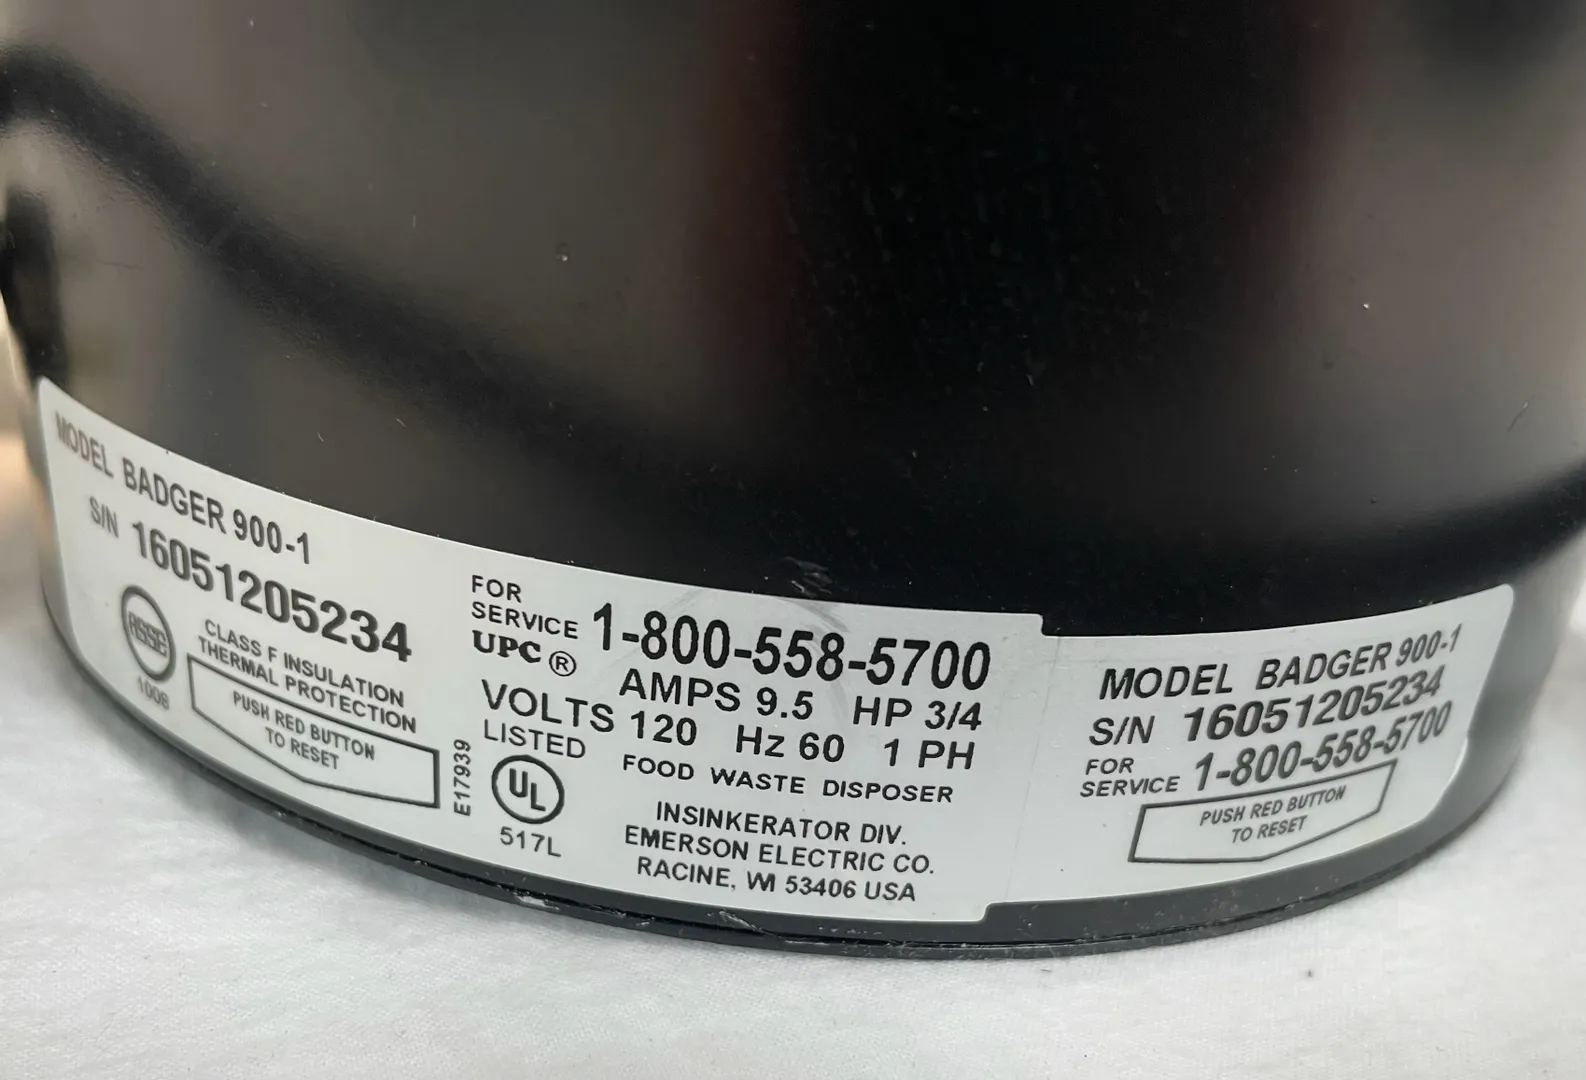 MODEL BADGER 900-1
S/N 16051205234
ASSE
1008
CLASS F INSULATION
THERMAL PROTECTION
PUSH RED BUTTON
TO RESET
E17939
FOR
SERVICE 1-800-558-5700
UPC ®
AMPS 9.5 HP 3/4
VOLTS 120 Hz 60 1 PH
LISTED
UL
517L
FOOD WASTE DISPOSER
INSINKERATOR DIV.
EMERSON ELECTRIC CO.
RACINE, WI 53406 USA
MODEL BADGER 900-1
S/N 16051205234
FOR
SERVICE 1-800-558-5700
PUSH RED BUTTON
TO RESET